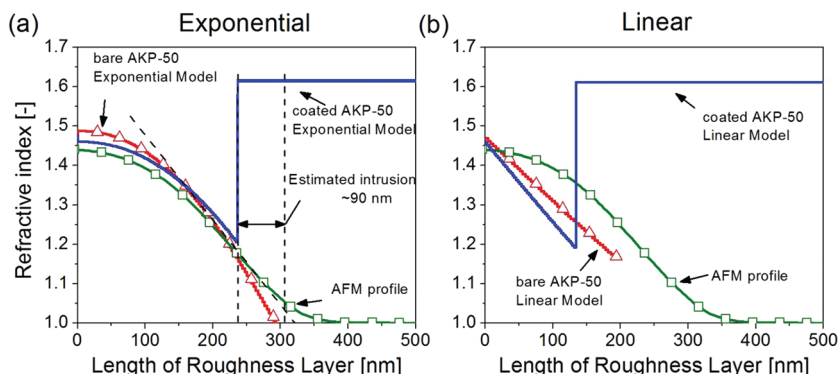 (a)
Exponential
1.7
1.6
1.5
1.4
1.3
1.2
1.1
1.0
Refractive index [-]
bare AKP-50
Exponential Model
coated AKP-50
Exponential Model
Estimated intrusion
~90 nm
AFM profile
0 100 200 300 400 500
Length of Roughness Layer [nm]
(b)
Linear
1.7
1.6
1.5
1.4
1.3
1.2
1.1
1.0
coated AKP-50
Linear Model
bare AKP-50
Linear Model
AFM profile
0 100 200 300 400 500
Length of Roughness Layer [nm]